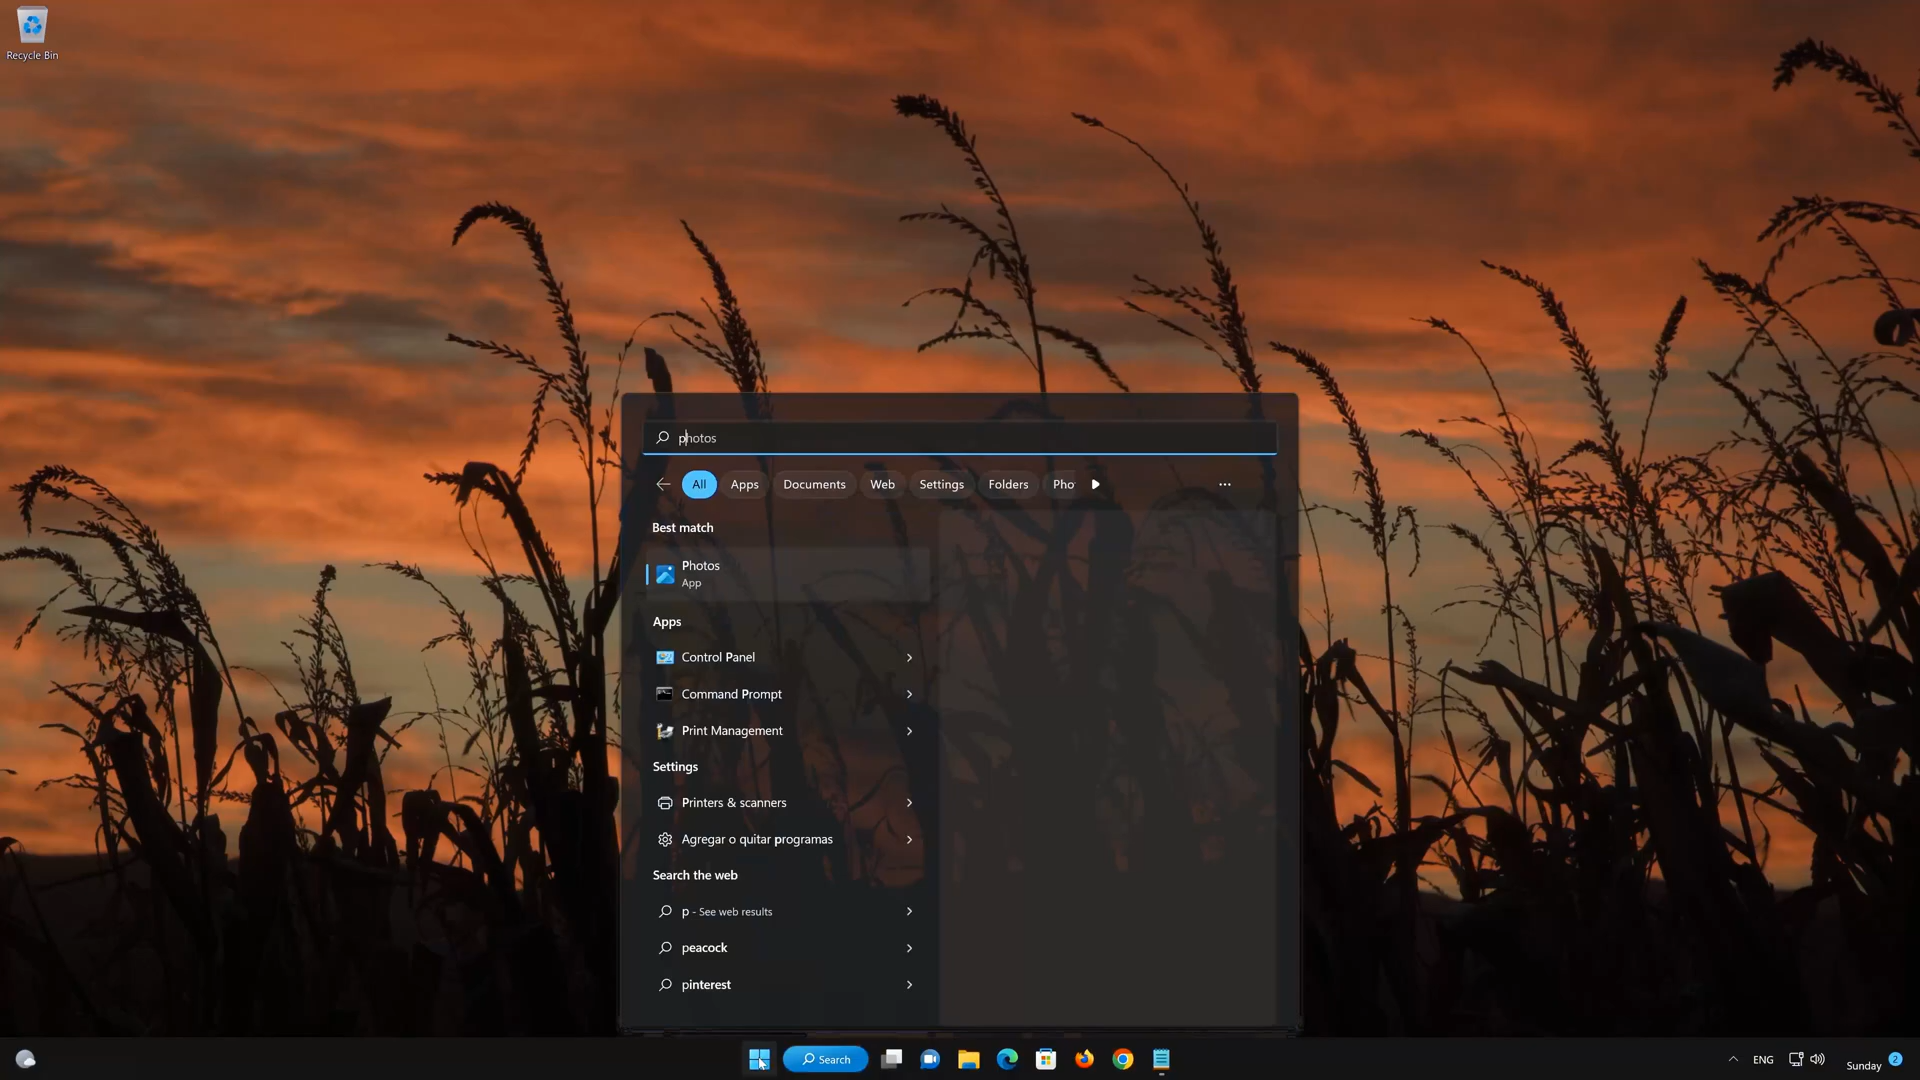 Recycle Bin
photos
All Apps Documents Web Settings Folders Pho
Best match
Photos
App
Apps
Control Panel
Command Prompt
Print Management
Settings
Printers & scanners
Agregar o quitar programas
Search the web
p - See web results
peacock
pinterest
Search
ENG
Sunday 2